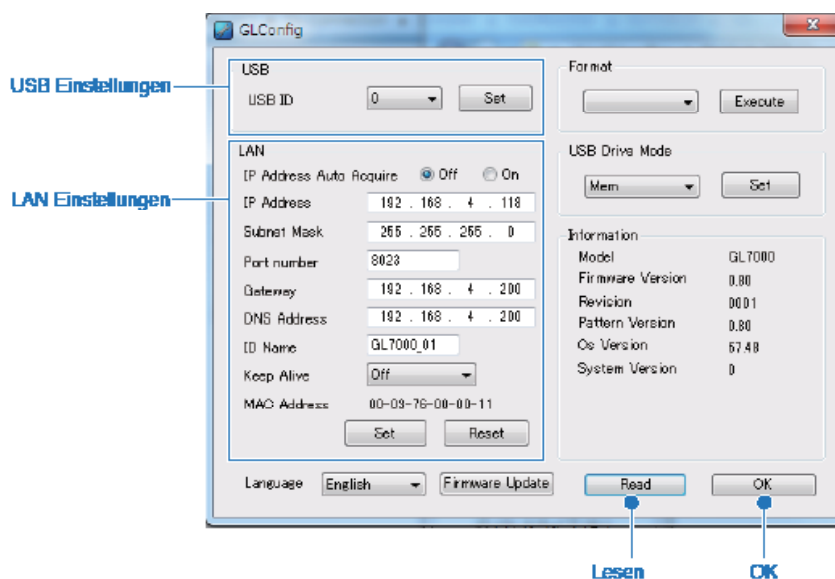 GLConfig
USB Einstellungen
USB
USB ID 0 Set
Format
Execute
LAN Einstellungen
LAN
IP Address Auto Acquire Off On
IP Address 192 . 168 . 4 . 118
Subnet Mask 255 . 255 . 255 . 0
Port number 8023
Gateway 192 . 168 . 4 . 200
DNS Address 192 . 168 . 4 . 200
ID Name GL7000_01
Keep Alive Off
MAC Address 00-09-76-00-00-11
Set Reset
USB Drive Mode
Mem Set
Information
Model GL7000
Firmware Version 0.80
Revision 0001
Pattern Version 0.80
Os Version 67.48
System Version 0
Language English Firmware Update Read OK
Lesen OK